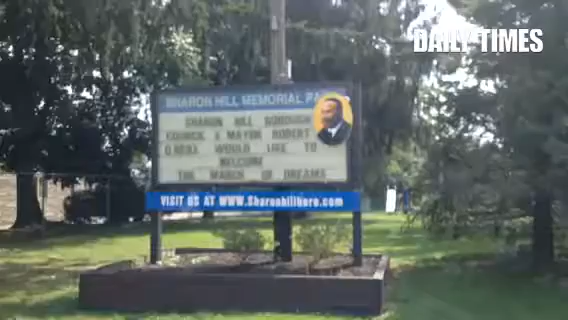 DAILY TIMES
SHARON HILL MEMORIAL PA
SHARON HILL BOROUGH
COUNCIL & MAYOR ROBERT
O'NEILL WOULD LIKE TO
WELCOME
THE MARCH OF DREAMS
VISIT US AT WWW.Sharonhillboro.com